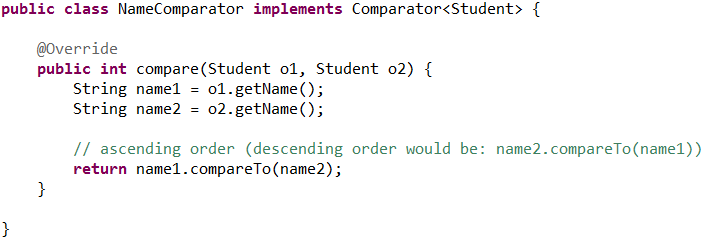 public class NameComparator implements Comparator<Student> {
@Override
public int compare(Student o1, Student o2) {
String name1 = o1.getName();
String name2 = o2.getName();
// ascending order (descending order would be: name2.compareTo(name1))
return name1.compareTo(name2);
}
}